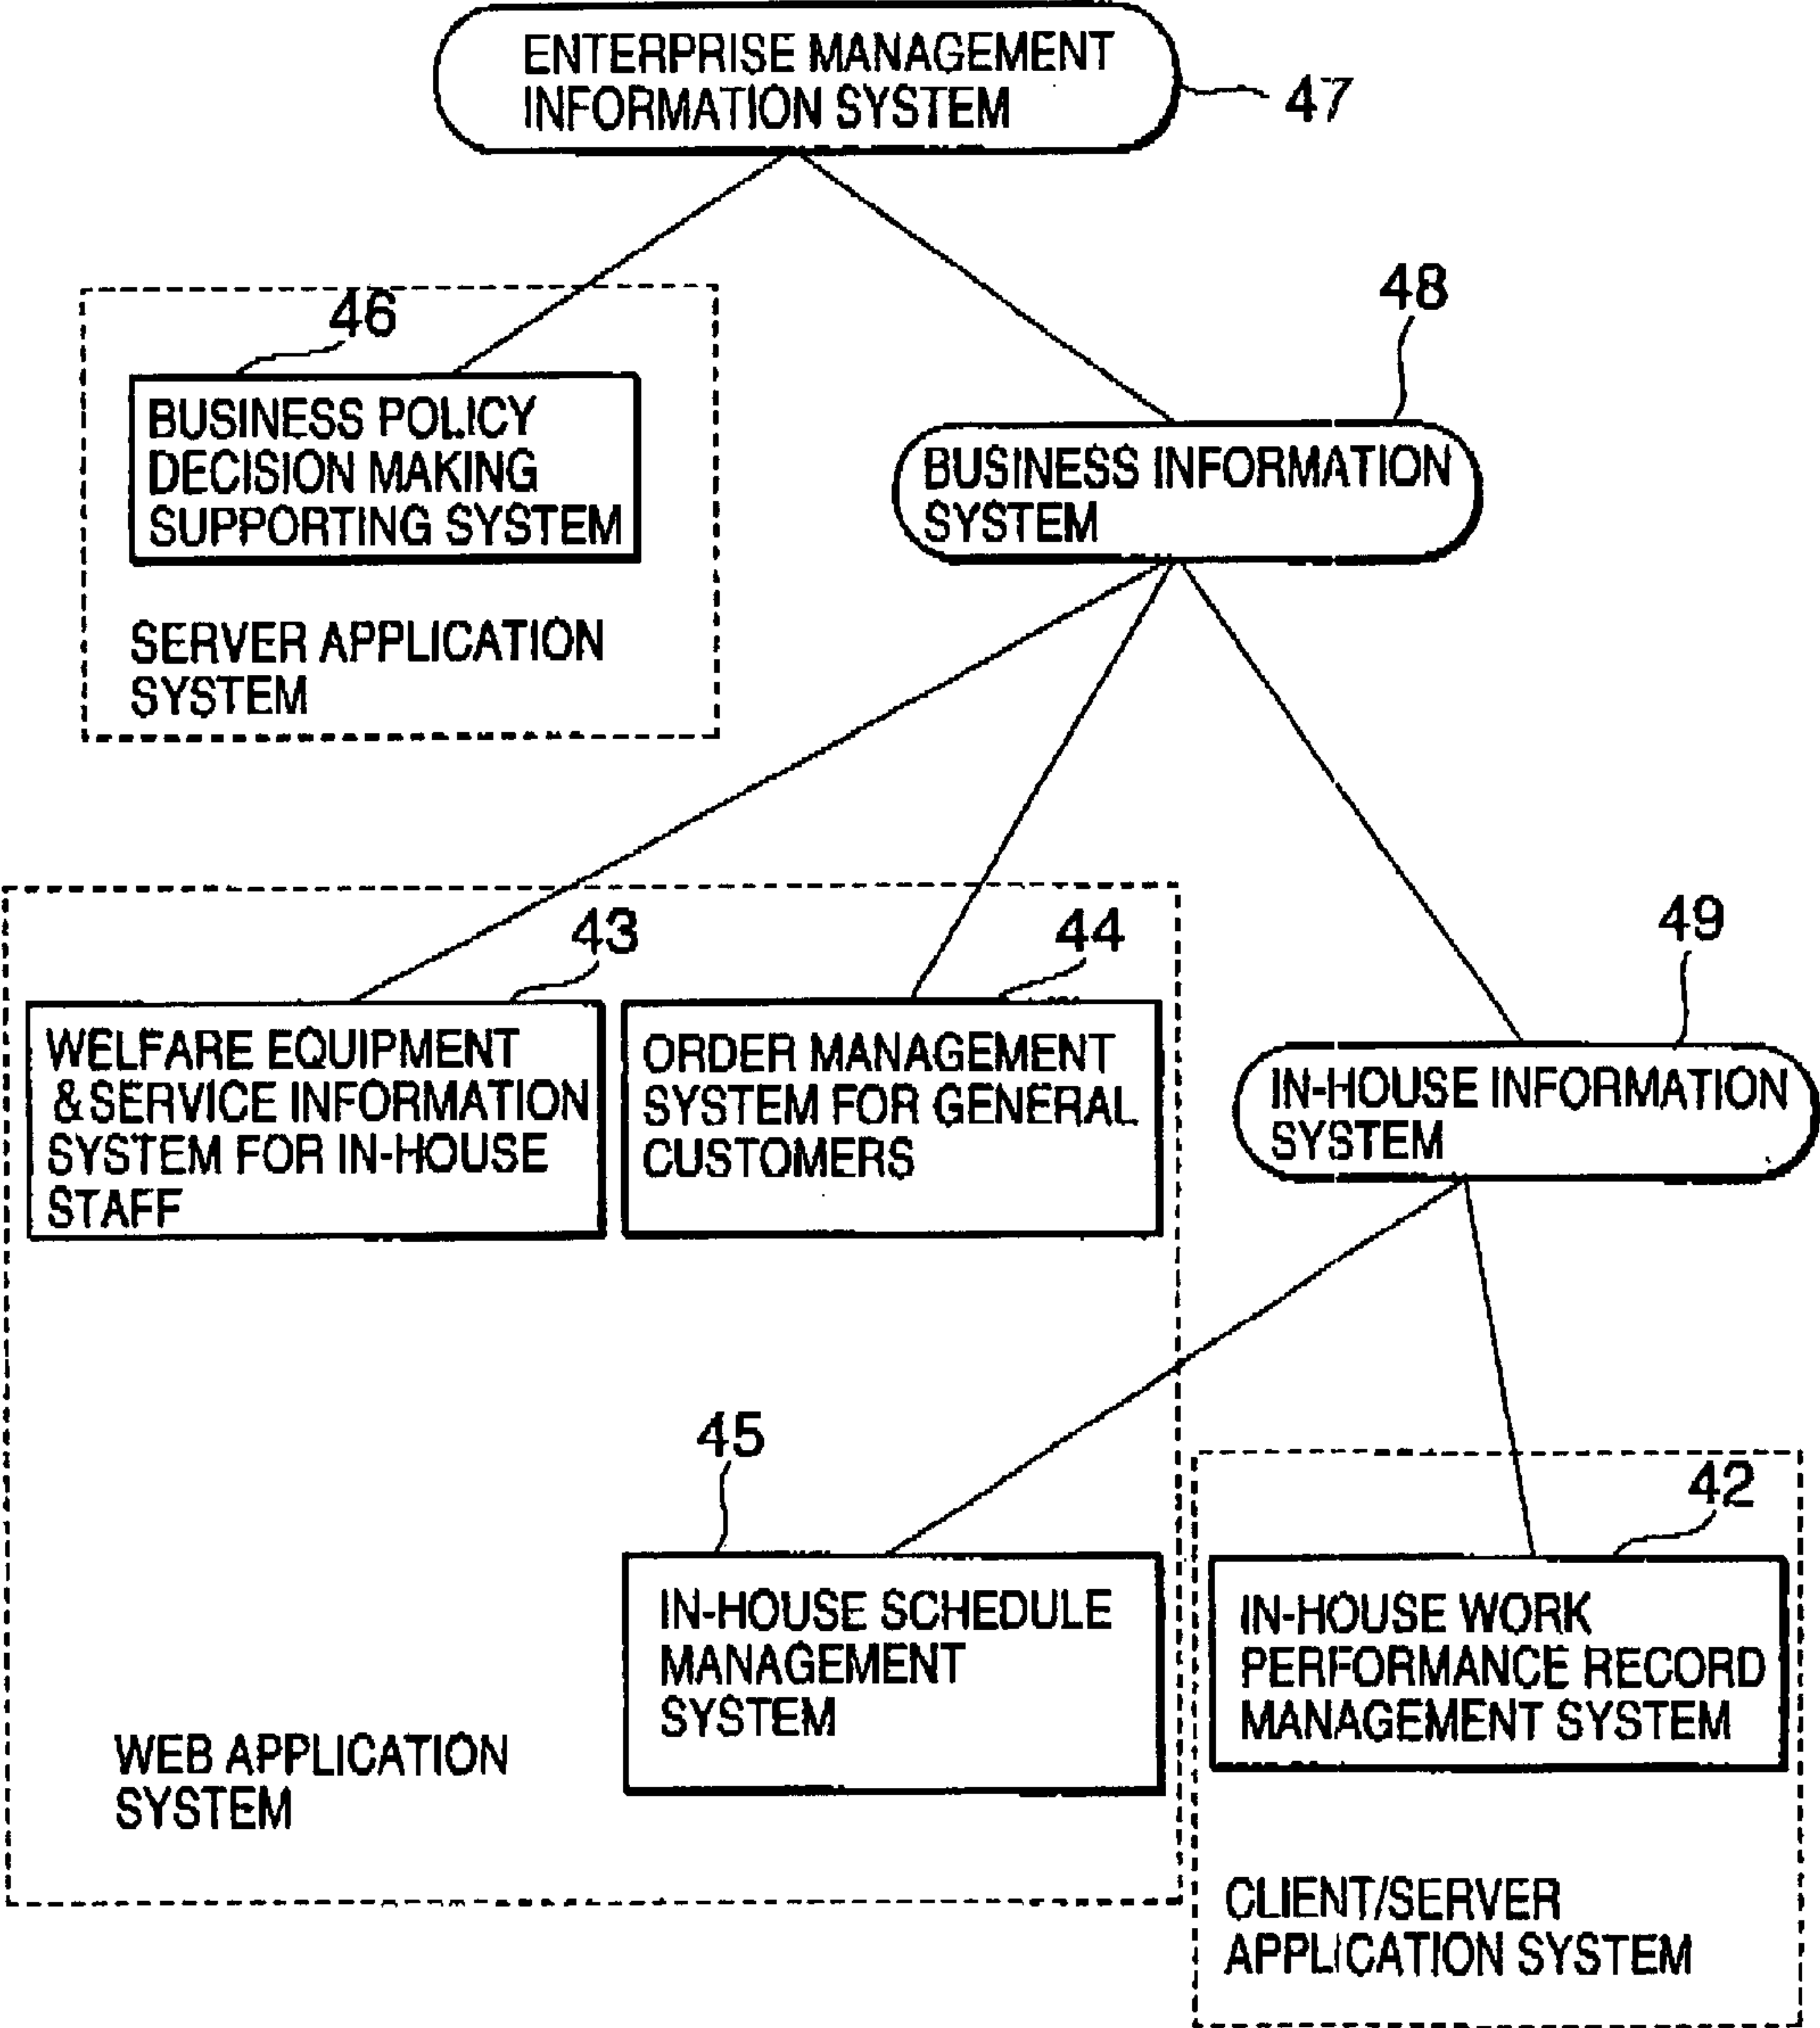 ENTERPRISE MANAGEMENT
INFORMATION SYSTEM
47
46
BUSINESS POLICY
DECISION MAKING
SUPPORTING SYSTEM
SERVER APPLICATION
SYSTEM
48
BUSINESS INFORMATION
SYSTEM
43
WELFARE EQUIPMENT
& SERVICE INFORMATION
SYSTEM FOR IN-HOUSE
STAFF
44
ORDER MANAGEMENT
SYSTEM FOR GENERAL
CUSTOMERS
49
IN-HOUSE INFORMATION
SYSTEM
45
IN-HOUSE SCHEDULE
MANAGEMENT
SYSTEM
WEB APPLICATION
SYSTEM
42
IN-HOUSE WORK
PERFORMANCE RECORD
MANAGEMENT SYSTEM
CLIENT/SERVER
APPLICATION SYSTEM